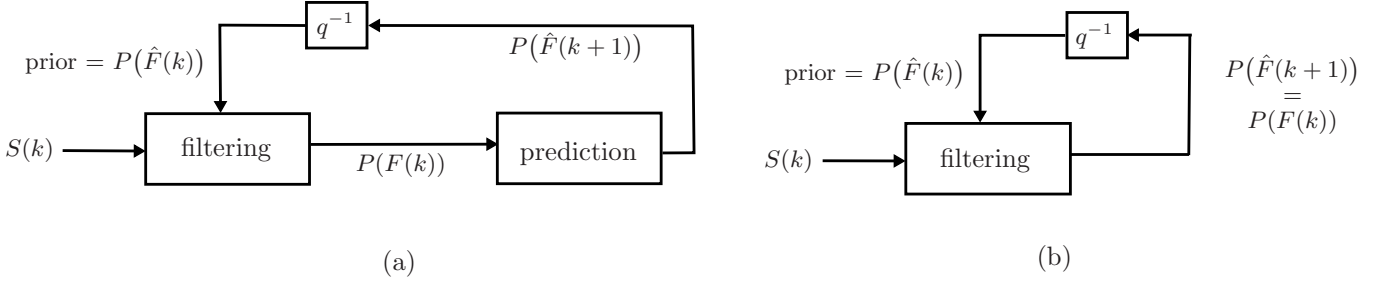 q⁻¹
P(F̂(k + 1))
prior = P(F̂(k))
S(k)
filtering
P(F(k))
prediction
(a)
q⁻¹
prior = P(F̂(k))
P(F̂(k + 1))
=
P(F(k))
S(k)
filtering
(b)